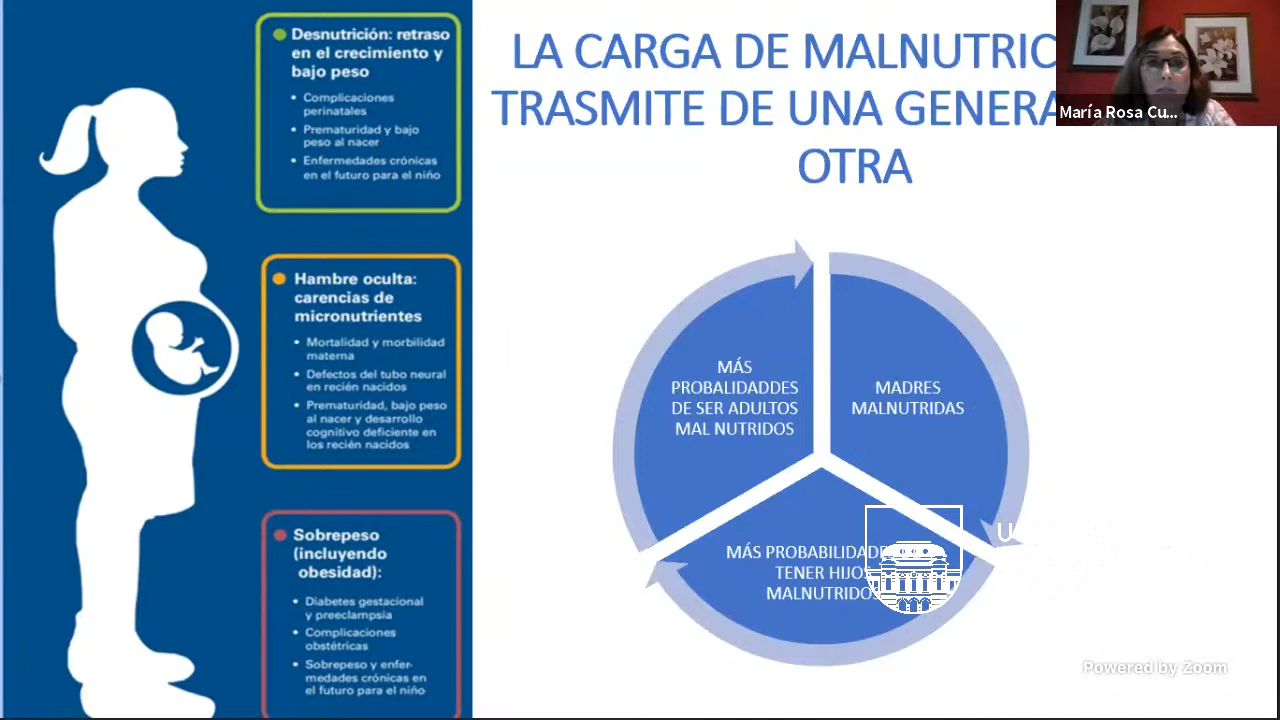 Desnutrición: retraso
en el crecimiento y
bajo peso
• Complicaciones
perinatales
• Prematuridad y bajo
peso al nacer
• Enfermedades crónicas
en el futuro para el niño
Hambre oculta:
carencias de
micronutrientes
• Mortalidad y morbilidad
materna
• Defectos del tubo neural
en recién nacidos
• Prematuridad, bajo peso
al nacer y desarrollo
cognitivo deficiente en
los recién nacidos
Sobrepeso
(incluyendo
obesidad):
• Diabetes gestacional
y preeclampsia
• Complicaciones
obstétricas
• Sobrepeso y enfer-
medades crónicas en
el futuro para el niño
LA CARGA DE MALNUTRIC
TRASMITE DE UNA GENERA
OTRA
María Rosa Cu...
MÁS
PROBALIDADDES
DE SER ADULTOS
MAL NUTRIDOS
MADRES
MALNUTRIDAS
MÁS PROBABILIDAD
TENER HIJOS
MALNUTRIDOS
U
Powered by Zoom